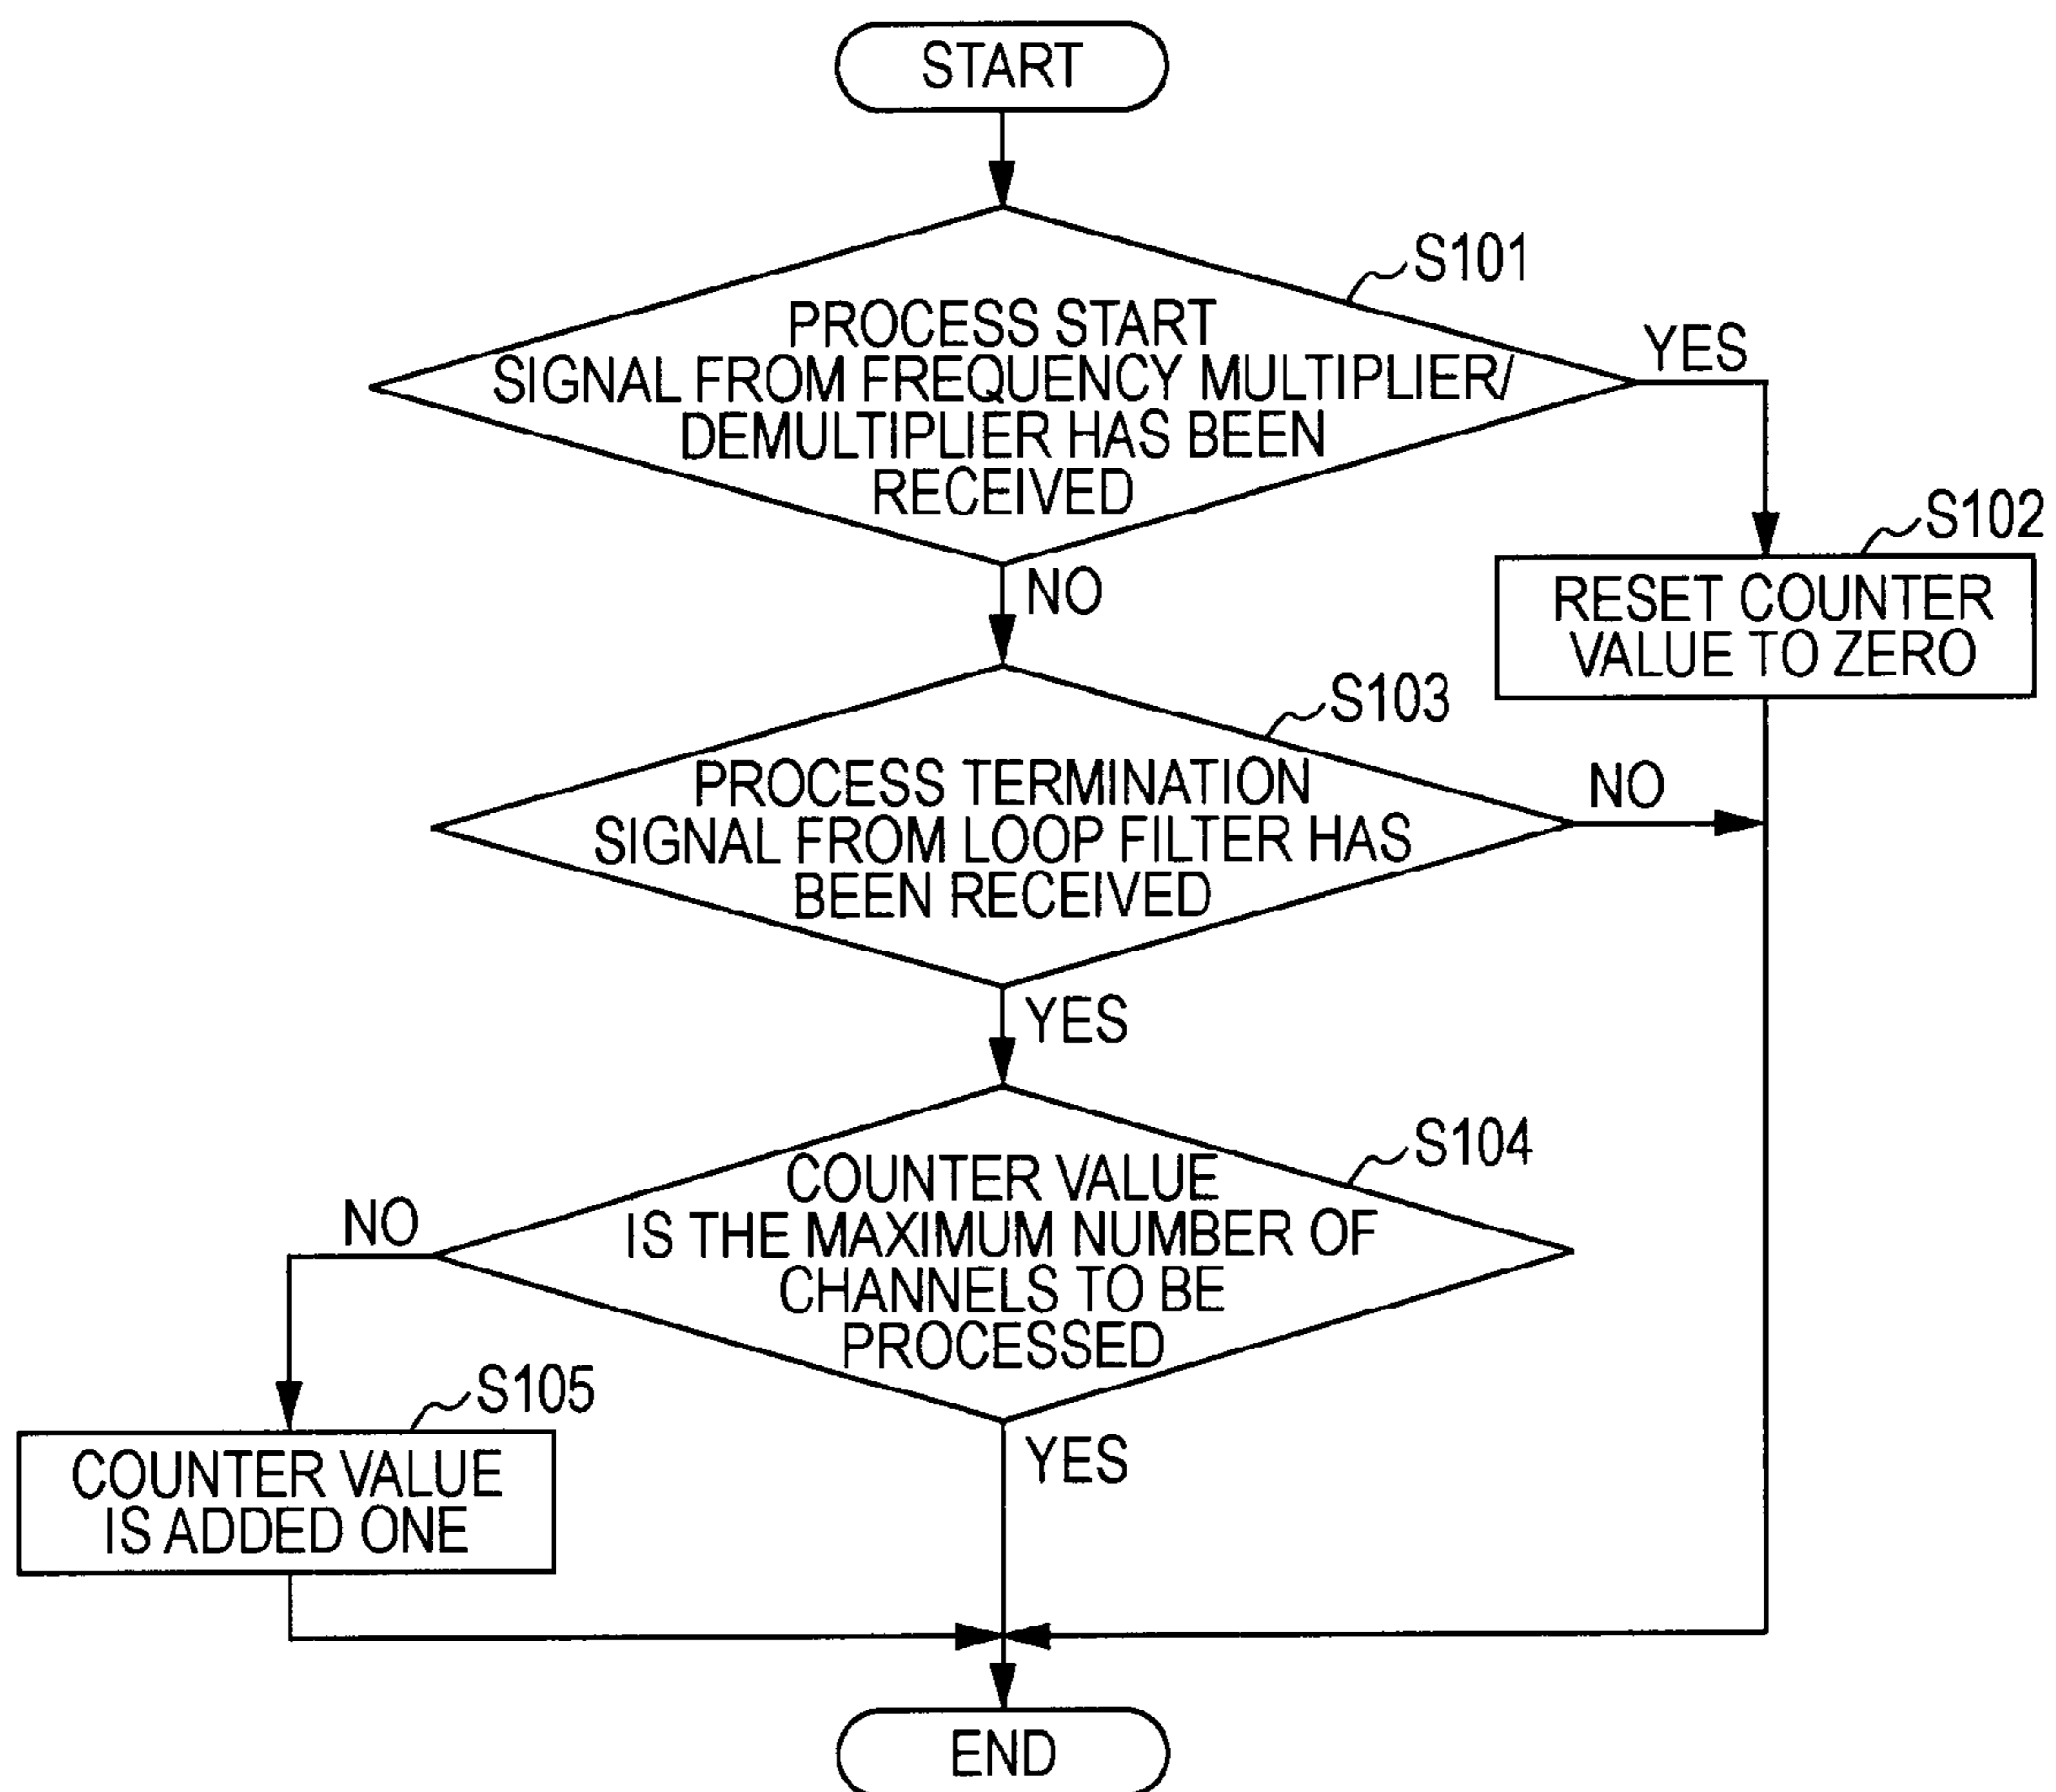 START
S101
PROCESS START
SIGNAL FROM FREQUENCY MULTIPLIER/
DEMULTIPLIER HAS BEEN
RECEIVED
YES
NO
S102
RESET COUNTER
VALUE TO ZERO
S103
PROCESS TERMINATION
SIGNAL FROM LOOP FILTER HAS
BEEN RECEIVED
NO
YES
S104
COUNTER VALUE
IS THE MAXIMUM NUMBER OF
CHANNELS TO BE
PROCESSED
NO
YES
S105
COUNTER VALUE
IS ADDED ONE
END